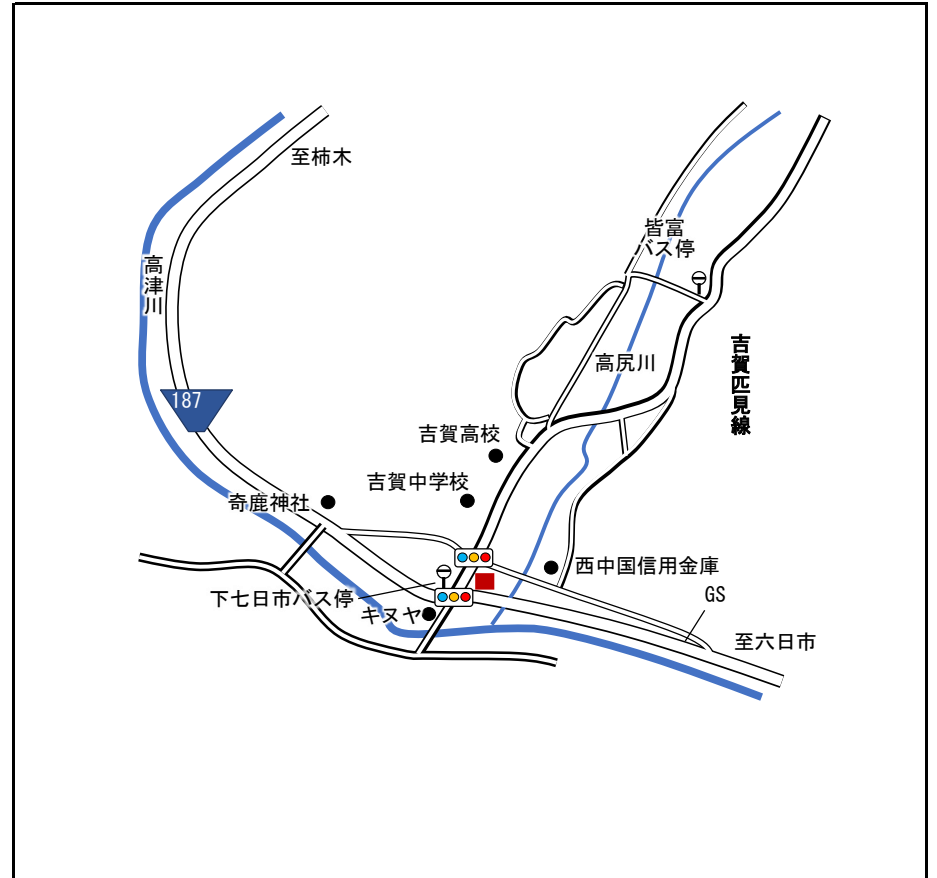 至柿木
皆富
バス停
高津川
吉賀匹見線
高尻川
187
吉賀高校
吉賀中学校
奇鹿神社
西中国信用金庫
下七日市バス停
GS
キヌヤ
至六日市